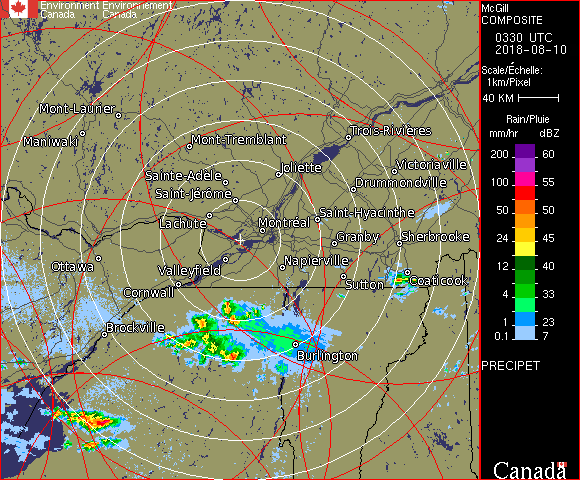 Environment Environnement
Canada Canada
McGill
COMPOSITE
0330 UTC
2018-08-10
Scale/Échelle:
1km/Pixel
40 KM
Rain/Pluie
mm/hr dBZ
200 60
100 55
50 50
24 45
12 40
4 33
1 23
0.1 7
PRECIPET
Canada
Mont-Laurier
Maniwaki
Mont-Tremblant
Trois-Rivières
Joliette
Victoriaville
Sainte-Adèle
Drummondville
Saint-Jérôme
Lachute
Montréal
Saint-Hyacinthe
Granby
Sherbrooke
Ottawa
Valleyfield
Napierville
Cornwall
Sutton
Coaticook
Brockville
Burlington